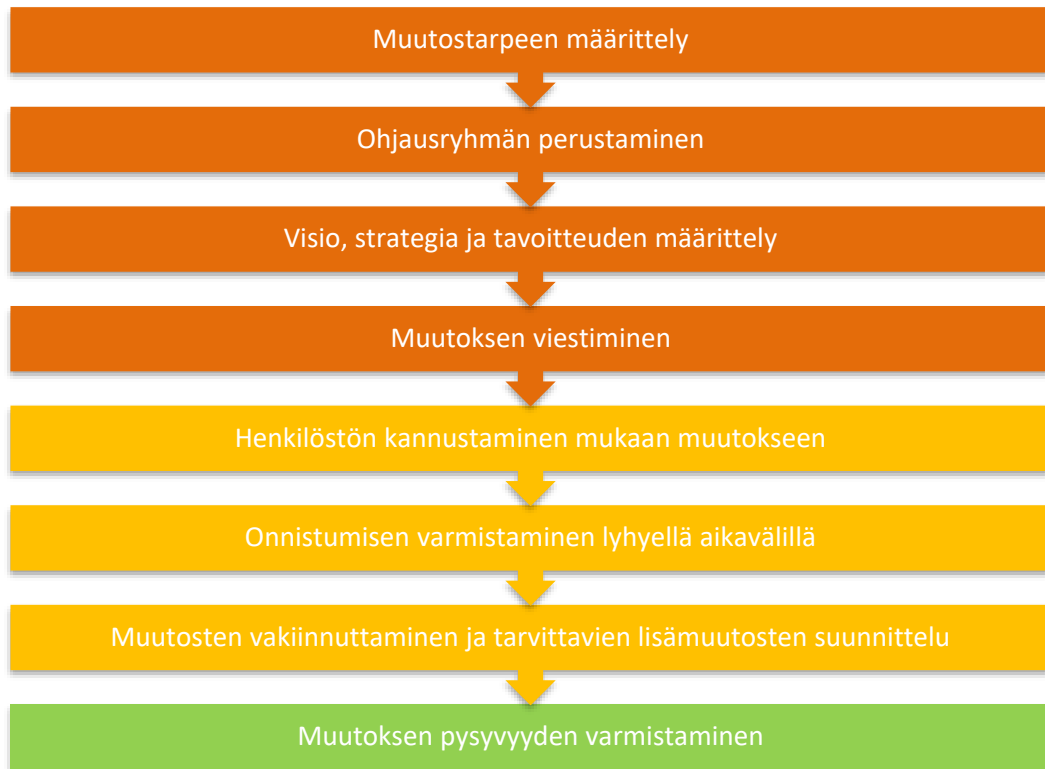 Muutostarpeen määrittely
Ohjausryhmän perustaminen
Visio, strategia ja tavoitteuden määrittely
Muutoksen viestiminen
Henkilöstön kannustaminen mukaan muutokseen
Onnistumisen varmistaminen lyhyellä aikavälillä
Muutosten vakiinnuttaminen ja tarvittavien lisämuutosten suunnittelu
Muutoksen pysyvyyden varmistaminen